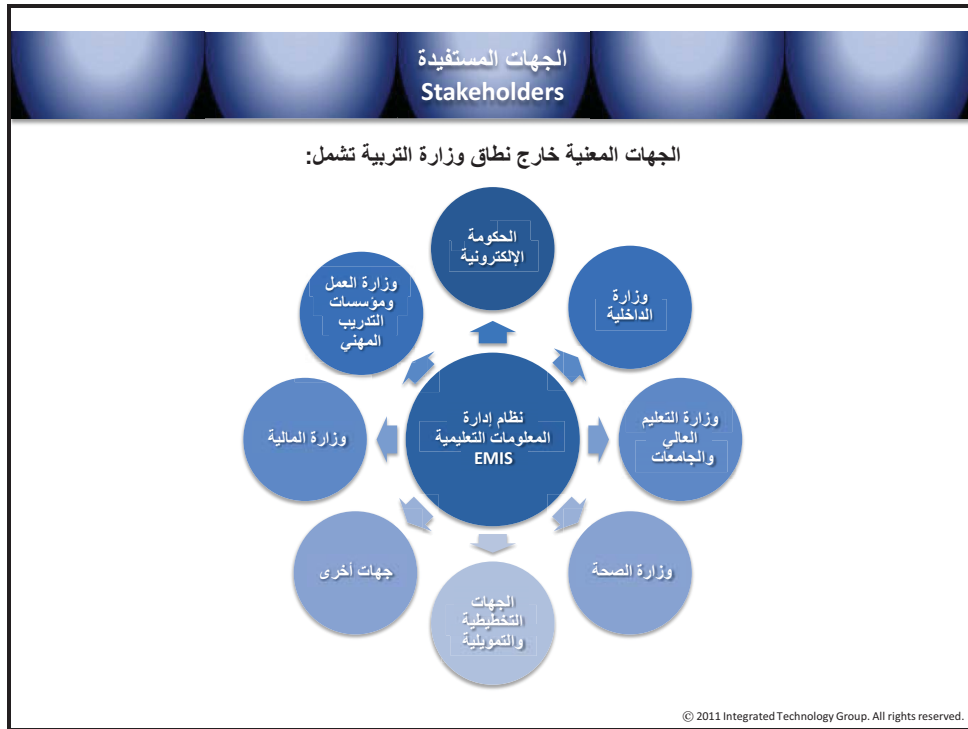 الجهات المستفيدة
Stakeholders
الجهات المعنية خارج نطاق وزارة التربية تشمل:
الحكومة
الإلكترونية
وزارة
الداخلية
وزارة التعليم
العالي
والجامعات
وزارة الصحة
الجهات
التخطيطية
والتمويلية
جهات أخرى
وزارة المالية
وزارة العمل
ومؤسسات
التدريب
المهني
نظام إدارة
المعلومات التعليمية
EMIS
© 2011 Integrated Technology Group. All rights reserved.